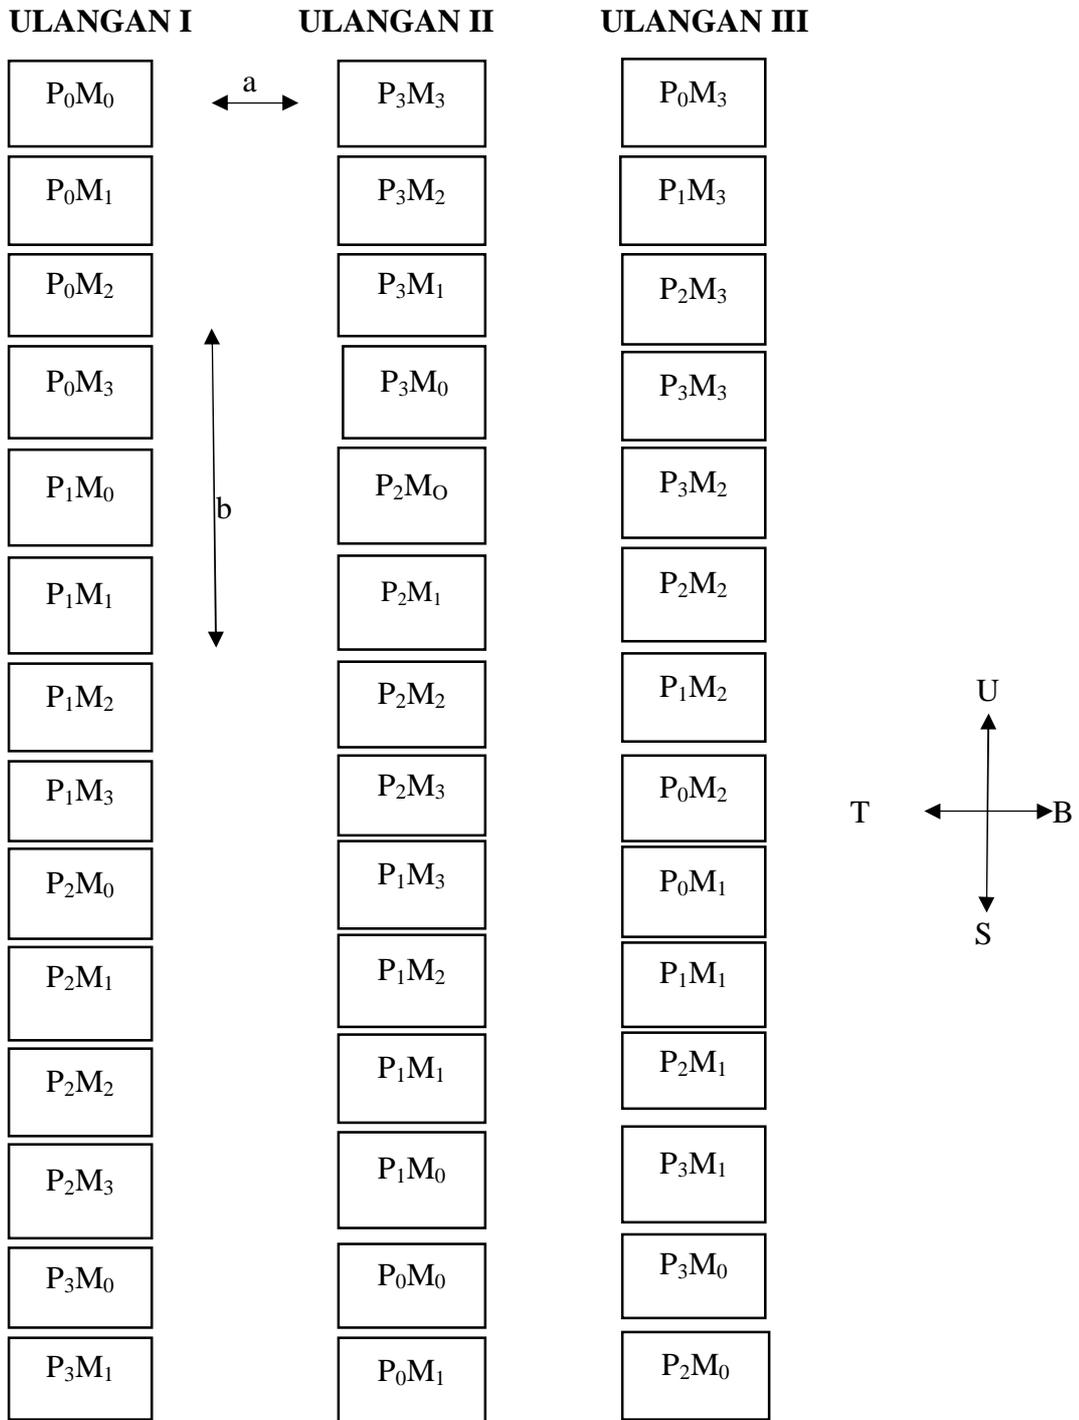 ULANGAN I ULANGAN II ULANGAN III
P₀M₀ a P₃M₃ P₀M₃
P₀M₁ P₃M₂ P₁M₃
P₀M₂ P₃M₁ P₂M₃
P₀M₃ P₃M₀ P₃M₃
P₁M₀ P₂M_O P₃M₂
b
P₁M₁ P₂M₁ P₂M₂
P₁M₂ P₂M₂ P₁M₂
U
P₁M₃ P₂M₃ P₀M₂
T B
P₂M₀ P₁M₃ P₀M₁
S
P₂M₁ P₁M₂ P₁M₁
P₂M₂ P₁M₁ P₂M₁
P₂M₃ P₁M₀ P₃M₁
P₃M₀ P₀M₀ P₃M₀
P₃M₁ P₀M₁ P₂M₀